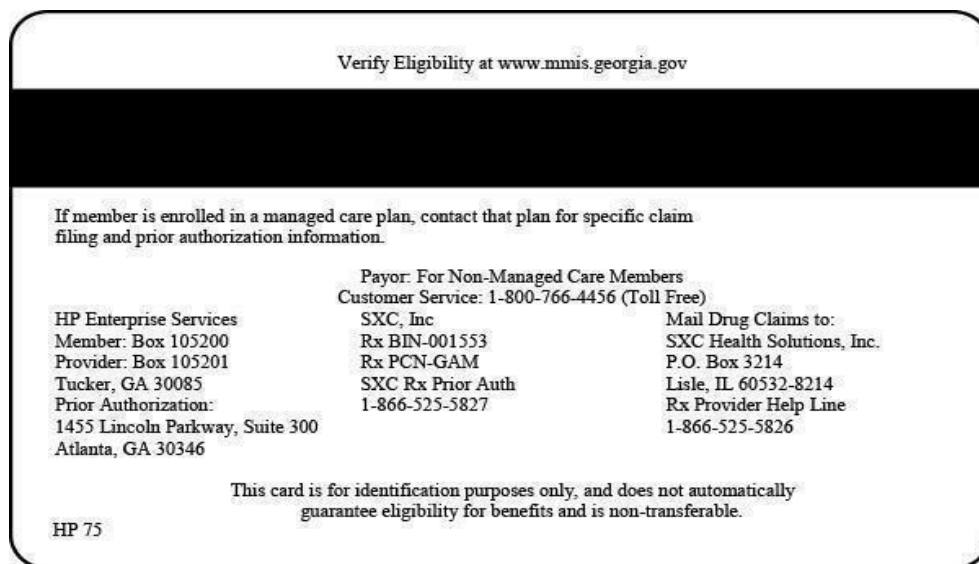 Verify Eligibility at www.mmis.georgia.gov
If member is enrolled in a managed care plan, contact that plan for specific claim
filing and prior authorization information.
Payor: For Non-Managed Care Members
Customer Service: 1-800-766-4456 (Toll Free)
HP Enterprise Services
Member: Box 105200
Provider: Box 105201
Tucker, GA 30085
Prior Authorization:
1455 Lincoln Parkway, Suite 300
Atlanta, GA 30346
SXC, Inc
Rx BIN-001553
Rx PCN-GAM
SXC Rx Prior Auth
1-866-525-5827
Mail Drug Claims to:
SXC Health Solutions, Inc.
P.O. Box 3214
Lisle, IL 60532-8214
Rx Provider Help Line
1-866-525-5826
This card is for identification purposes only, and does not automatically
guarantee eligibility for benefits and is non-transferable.
HP 75